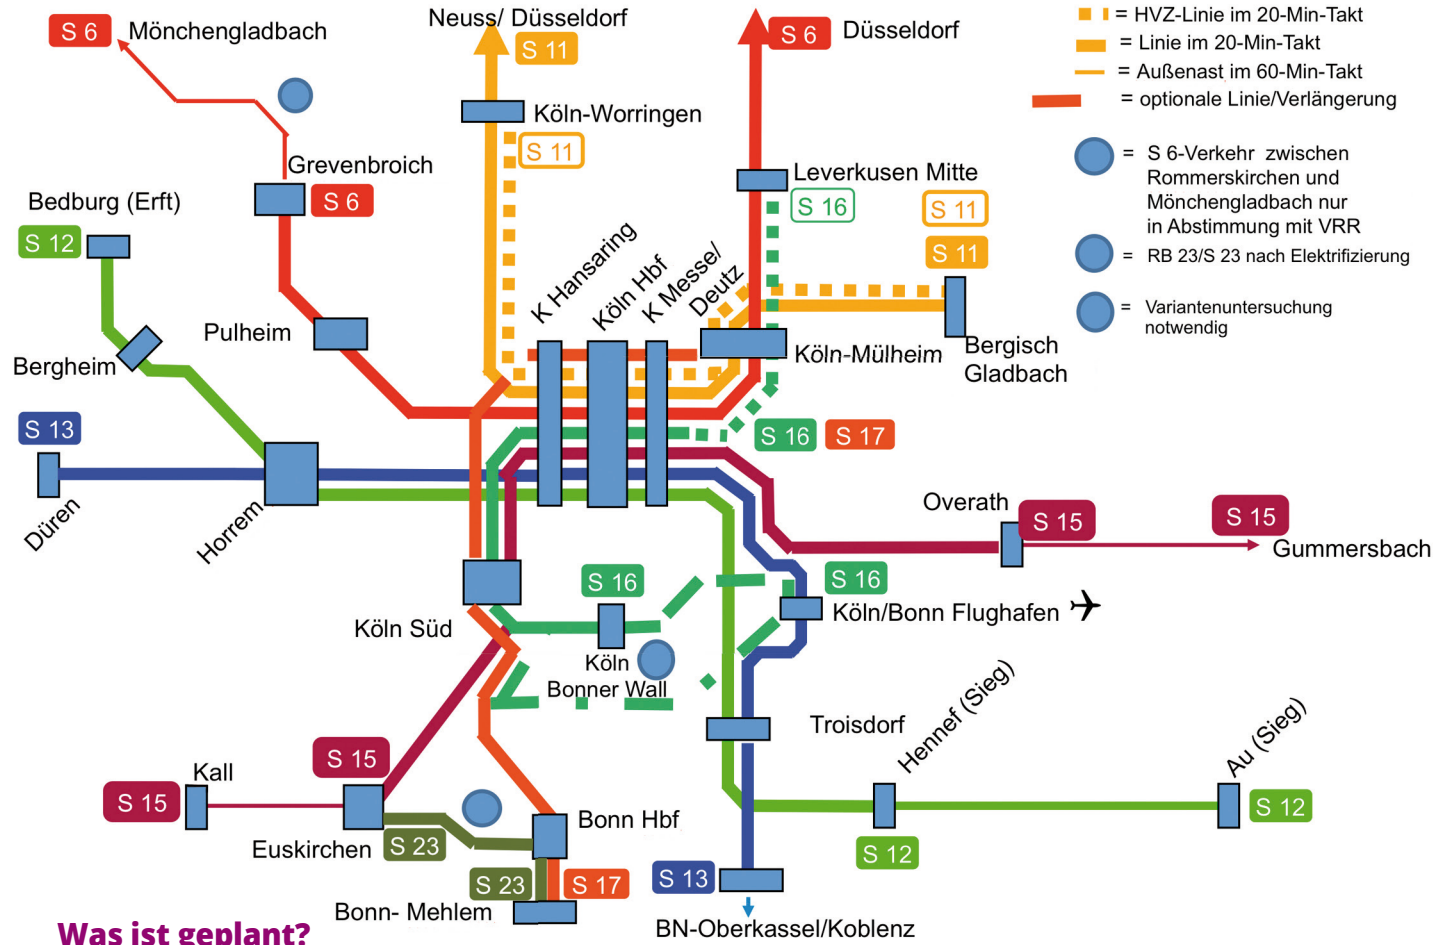 S 6
Mönchengladbach
Neuss/ Düsseldorf
S 11
S 6
Düsseldorf
= HVZ-Linie im 20-Min-Takt
= Linie im 20-Min-Takt
= Außenast im 60-Min-Takt
= optionale Linie/Verlängerung
= S 6-Verkehr zwischen
Rommerskirchen und
Mönchengladbach nur
in Abstimmung mit VRR
= RB 23/S 23 nach Elektrifizierung
= Variantenuntersuchung
notwendig
Köln-Worringen
S 11
Grevenbroich
S 6
Leverkusen Mitte
S 16
S 11
S 11
Bedburg (Erft)
S 12
K Hansaring
Köln Hbf
K Messe/
Deutz
Pulheim
Bergheim
Köln-Mülheim
Bergisch
Gladbach
S 13
S 16
S 17
Düren
Horrem
Overath
S 15
S 15
Gummersbach
S 16
S 16
Köln/Bonn Flughafen
Köln Süd
Köln
Bonner Wall
Troisdorf
Hennef (Sieg)
Au (Sieg)
S 15
Kall
S 15
Euskirchen
S 23
Bonn Hbf
S 12
S 12
S 23
S 17
S 13
Bonn- Mehlem
BN-Oberkassel/Koblenz
Was ist geplant?